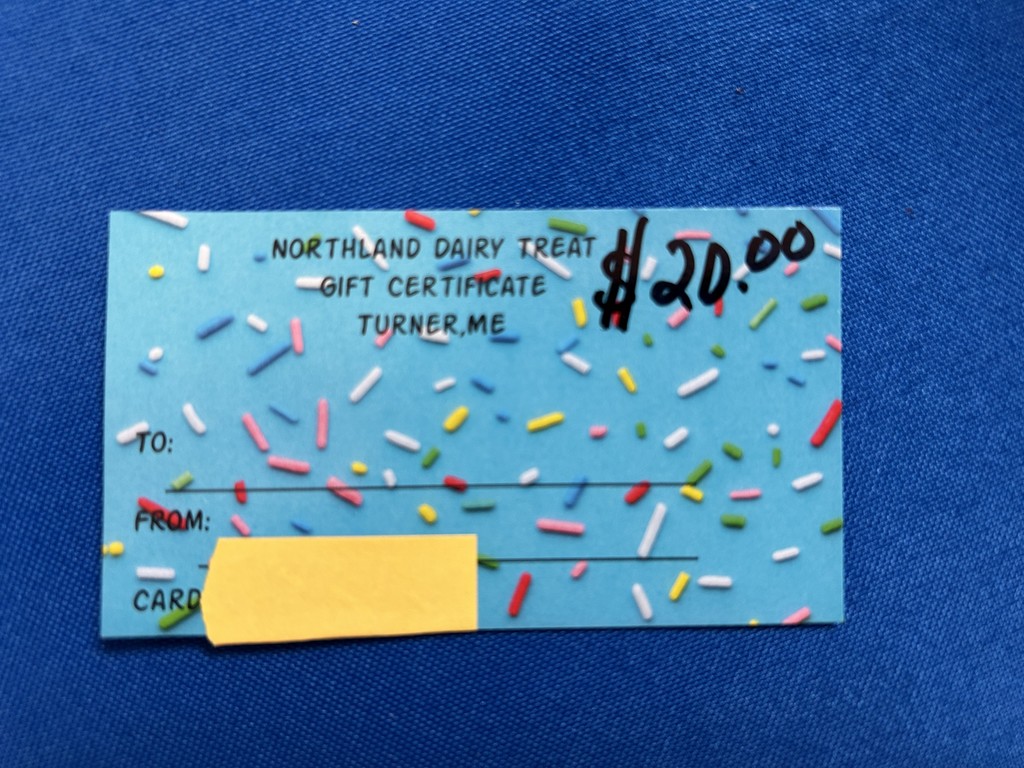 NORTHLAND DAIRY TREAT
$20.00
GIFT CERTIFICATE
TURNER,ME
TO:
FROM:
CARD